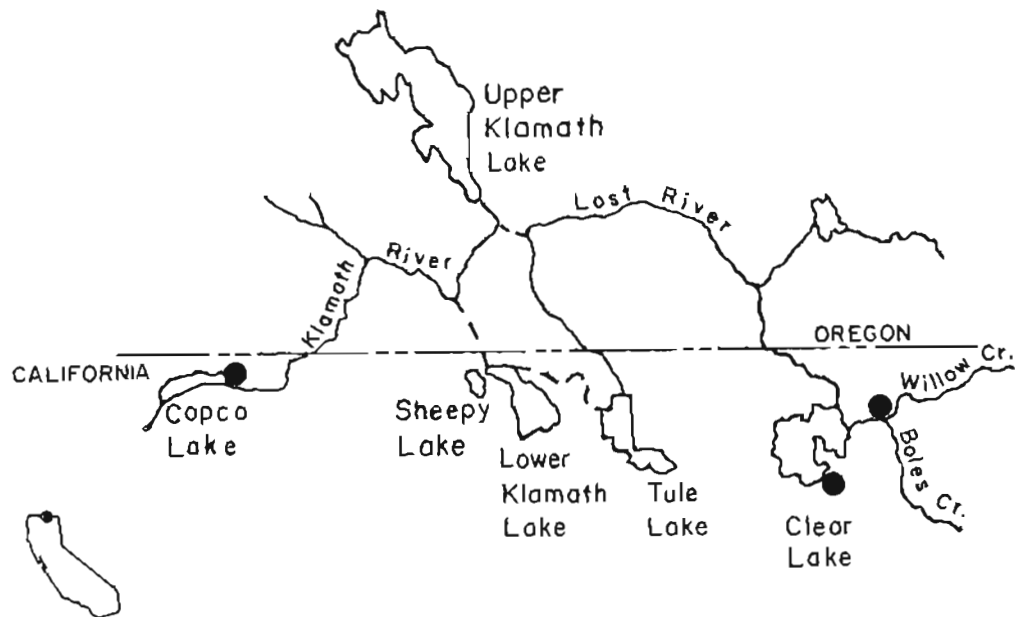 Upper
Klamath
Lake
Lost River
River
Klamath
OREGON
CALIFORNIA
Willow Cr.
Copco
Lake
Sheepy
Lake
Lower
Klamath
Lake
Tule
Lake
Boles Cr.
Clear
Lake